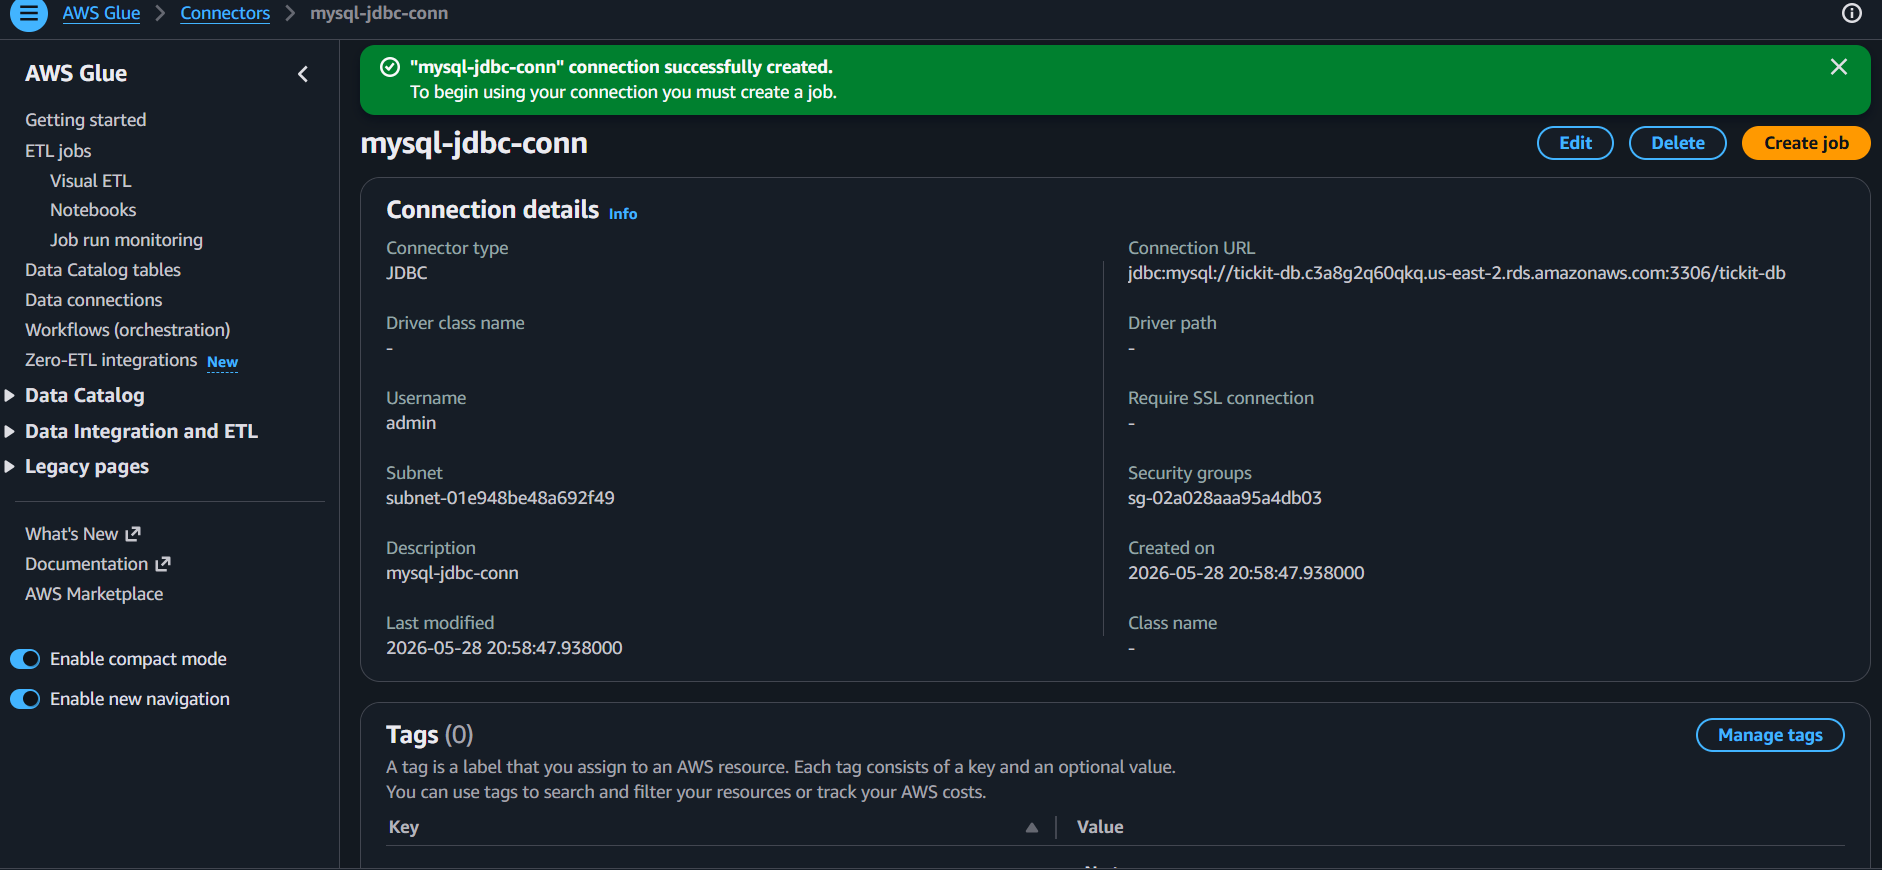 AWS Glue > Connectors > mysql-jdbc-conn
AWS Glue
Getting started
ETL jobs
Visual ETL
Notebooks
Job run monitoring
Data Catalog tables
Data connections
Workflows (orchestration)
Zero-ETL integrations New
Data Catalog
Data Integration and ETL
Legacy pages
What's New
Documentation
AWS Marketplace
Enable compact mode
Enable new navigation
"mysql-jdbc-conn" connection successfully created.
To begin using your connection you must create a job.
mysql-jdbc-conn
Edit
Delete
Create job
Connection details Info
Connector type
JDBC
Connection URL
jdbc:mysql://tickit-db.c3a8g2q60qkq.us-east-2.rds.amazonaws.com:3306/tickit-db
Driver class name
-
Driver path
-
Username
admin
Require SSL connection
-
Subnet
subnet-01e948be48a692f49
Security groups
sg-02a028aaa95a4db03
Description
mysql-jdbc-conn
Created on
2026-05-28 20:58:47.938000
Last modified
2026-05-28 20:58:47.938000
Class name
-
Tags (0)
Manage tags
A tag is a label that you assign to an AWS resource. Each tag consists of a key and an optional value.
You can use tags to search and filter your resources or track your AWS costs.
Key
Value